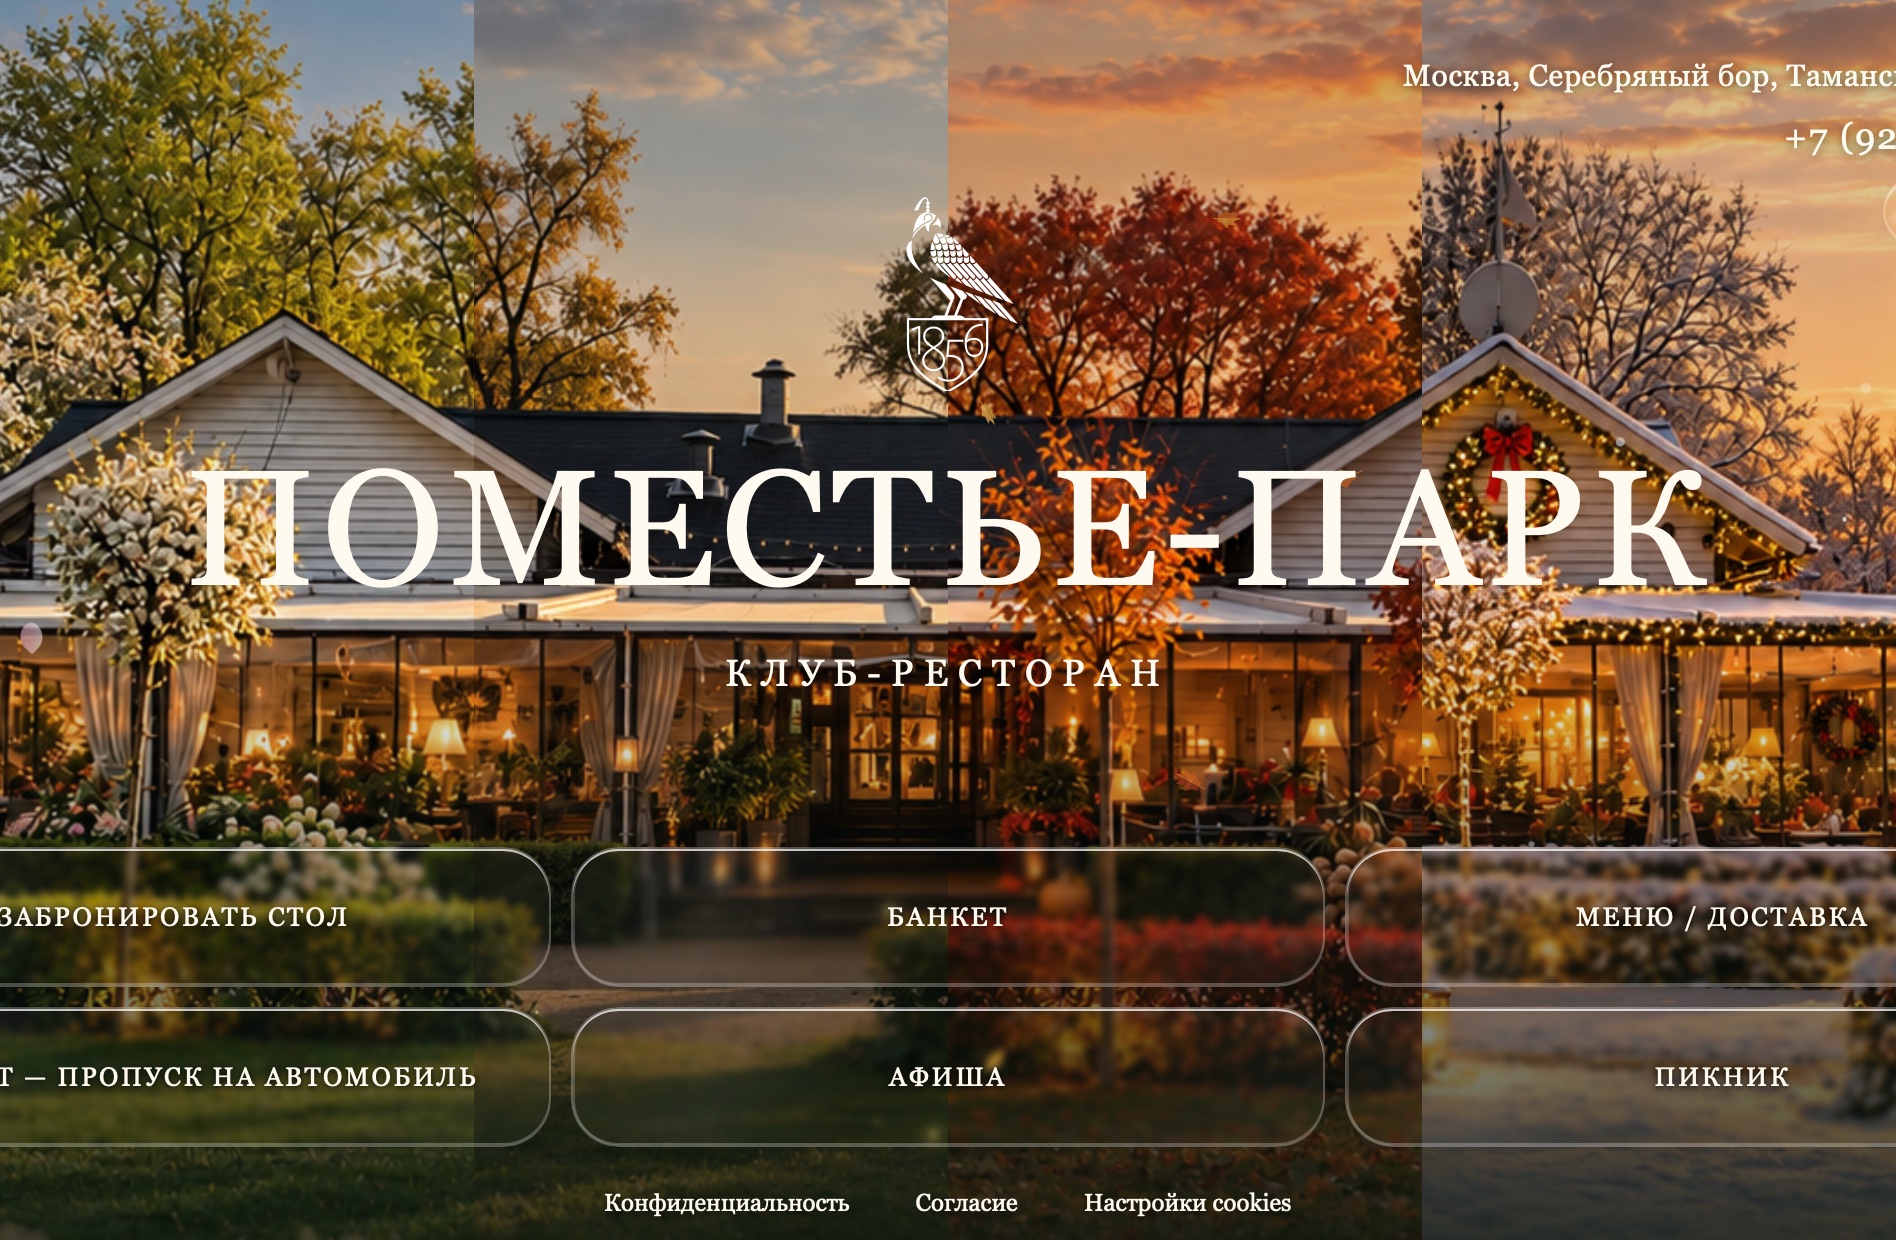 Москва, Серебряный бор, Таманс
+7 (92
1856
ПОМЕСТЬЕ-ПАРК
КЛУБ-РЕСТОРАН
ЗАБРОНИРОВАТЬ СТОЛ
БАНКЕТ
МЕНЮ / ДОСТАВКА
Т — ПРОПУСК НА АВТОМОБИЛЬ
АФИША
ПИКНИК
Конфиденциальность
Согласие
Настройки cookies